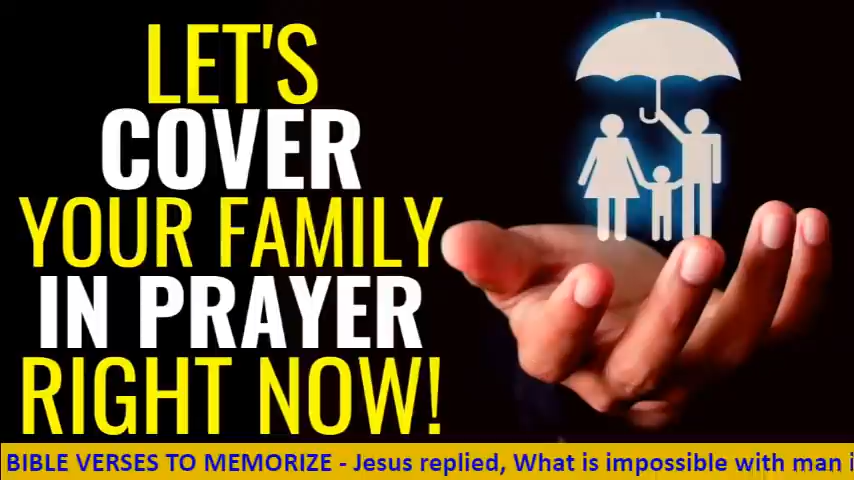 LET'S
COVER
YOUR FAMILY
IN PRAYER
RIGHT NOW!
BIBLE VERSES TO MEMORIZE - Jesus replied, What is impossible with man i